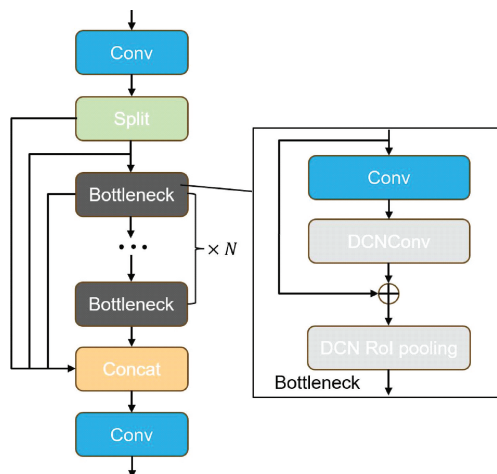 Conv
Split
Bottleneck
× N
Bottleneck
Concat
Conv
Conv
DCNConv
DCN RoI pooling
Bottleneck